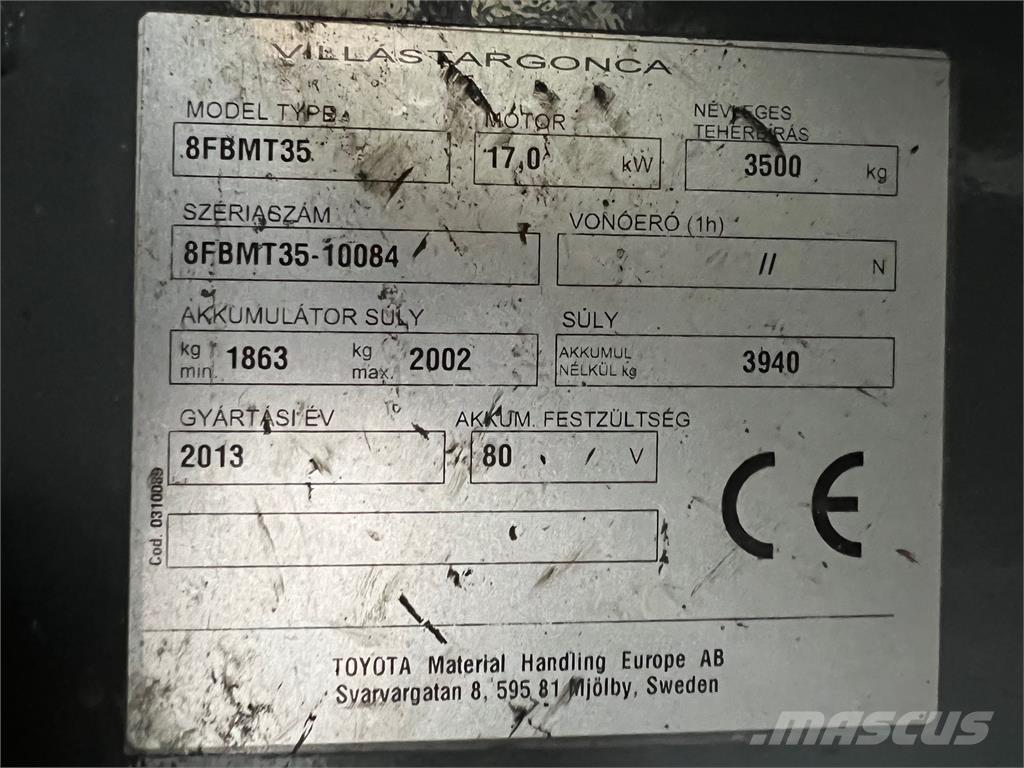 VILLÁSTARGONCA
MODEL TYPE
8FBMT35
MOTOR
17,0 kW
NÉVLEGES
TEHERBÍRÁS
3500 kg
SZÉRIASZÁM
8FBMT35-10084
VONÓERŐ (1h)
// N
AKKUMULÁTOR SÚLY
kg min. 1863 kg max. 2002
SÚLY
AKKUMUL
NÉLKÜL kg 3940
GYÁRTÁSI ÉV
2013
AKKUM. FESTZÜLTSÉG
80 V
Cod. 0310089
CE
TOYOTA Material Handling Europe AB
Svarvargatan 8, 595 81 Mjölby, Sweden
MASCUS